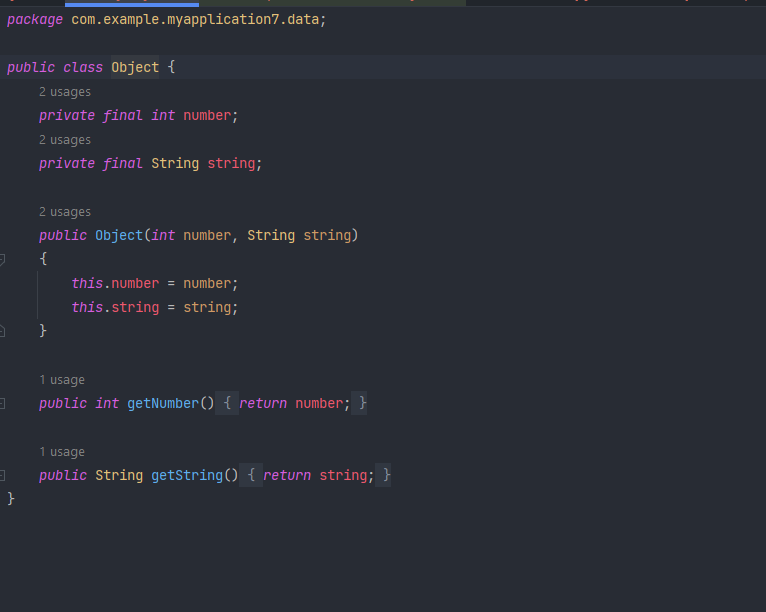 package com.example.myapplication7.data;
public class Object {
2 usages
private final int number;
2 usages
private final String string;
2 usages
public Object(int number, String string)
{
this.number = number;
this.string = string;
}
1 usage
public int getNumber() { return number; }
1 usage
public String getString() { return string; }
}